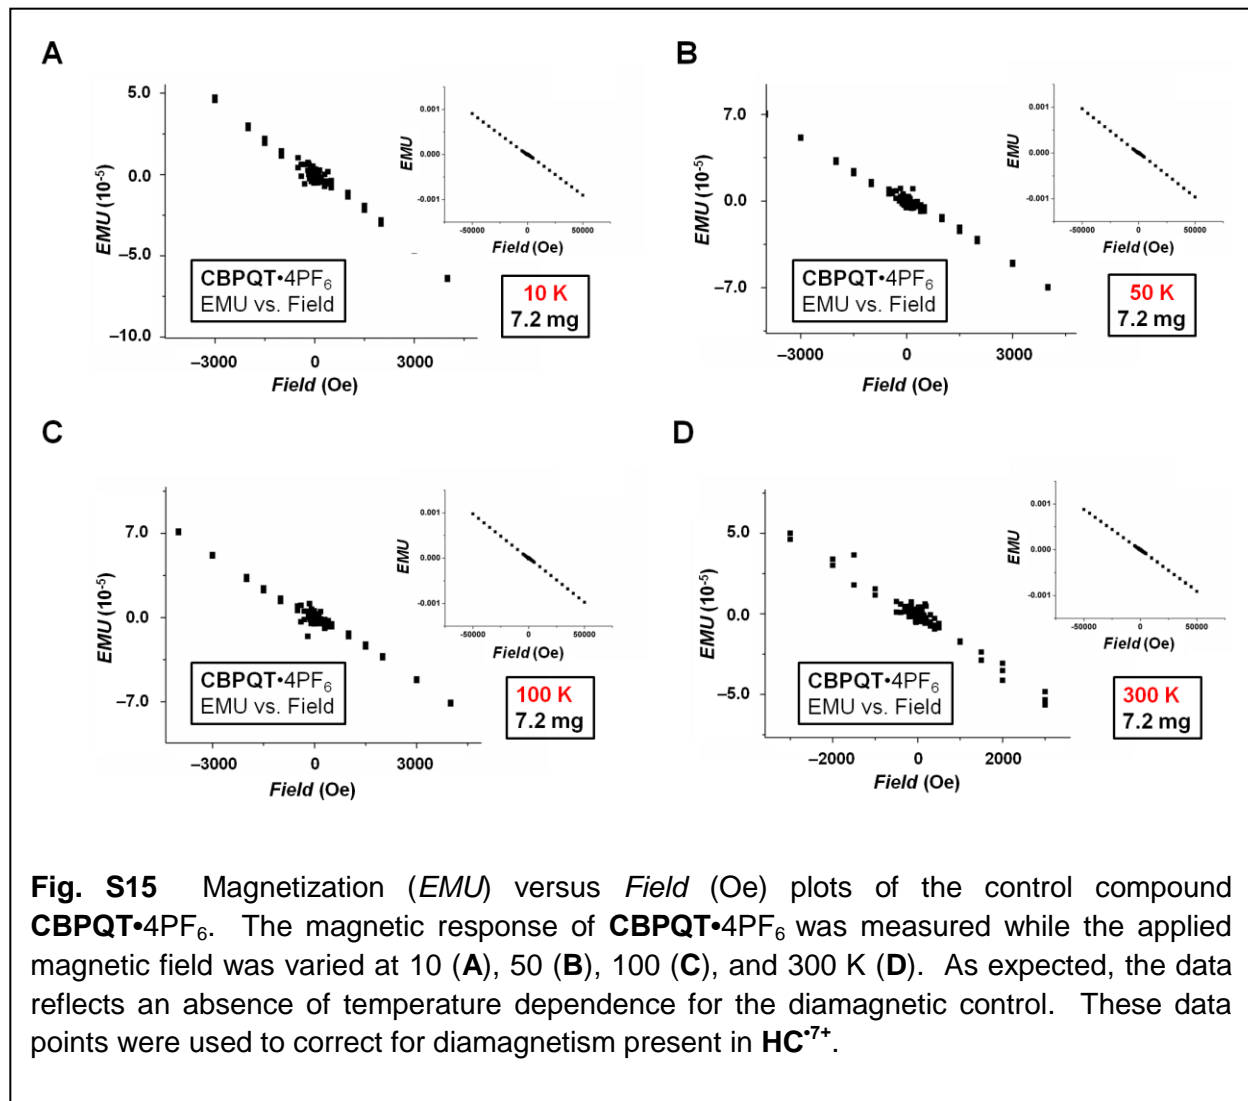 A
5.0
0.0
−5.0
−10.0
EMU (10-5)
−3000
0
3000
Field (Oe)
0.001
0.000
-0.001
EMU
-50000
0
50000
Field (Oe)
CBPQT•4PF6
EMU vs. Field
10 K
7.2 mg
B
7.0
0.0
−7.0
EMU (10-5)
−3000
0
3000
Field (Oe)
0.001
0.000
-0.001
EMU
-50000
0
50000
Field (Oe)
CBPQT•4PF6
EMU vs. Field
50 K
7.2 mg
C
7.0
0.0
−7.0
EMU (10-5)
−3000
0
3000
Field (Oe)
0.001
0.000
-0.001
EMU
-50000
0
50000
Field (Oe)
CBPQT•4PF6
EMU vs. Field
100 K
7.2 mg
D
5.0
0.0
−5.0
EMU (10-5)
−2000
0
2000
Field (Oe)
0.001
0.000
-0.001
EMU
-50000
0
50000
Field (Oe)
CBPQT•4PF6
EMU vs. Field
300 K
7.2 mg
Fig. S15 Magnetization (EMU) versus Field (Oe) plots of the control compound
CBPQT•4PF6. The magnetic response of CBPQT•4PF6 was measured while the applied
magnetic field was varied at 10 (A), 50 (B), 100 (C), and 300 K (D). As expected, the data
reflects an absence of temperature dependence for the diamagnetic control. These data
points were used to correct for diamagnetism present in HC•7+.